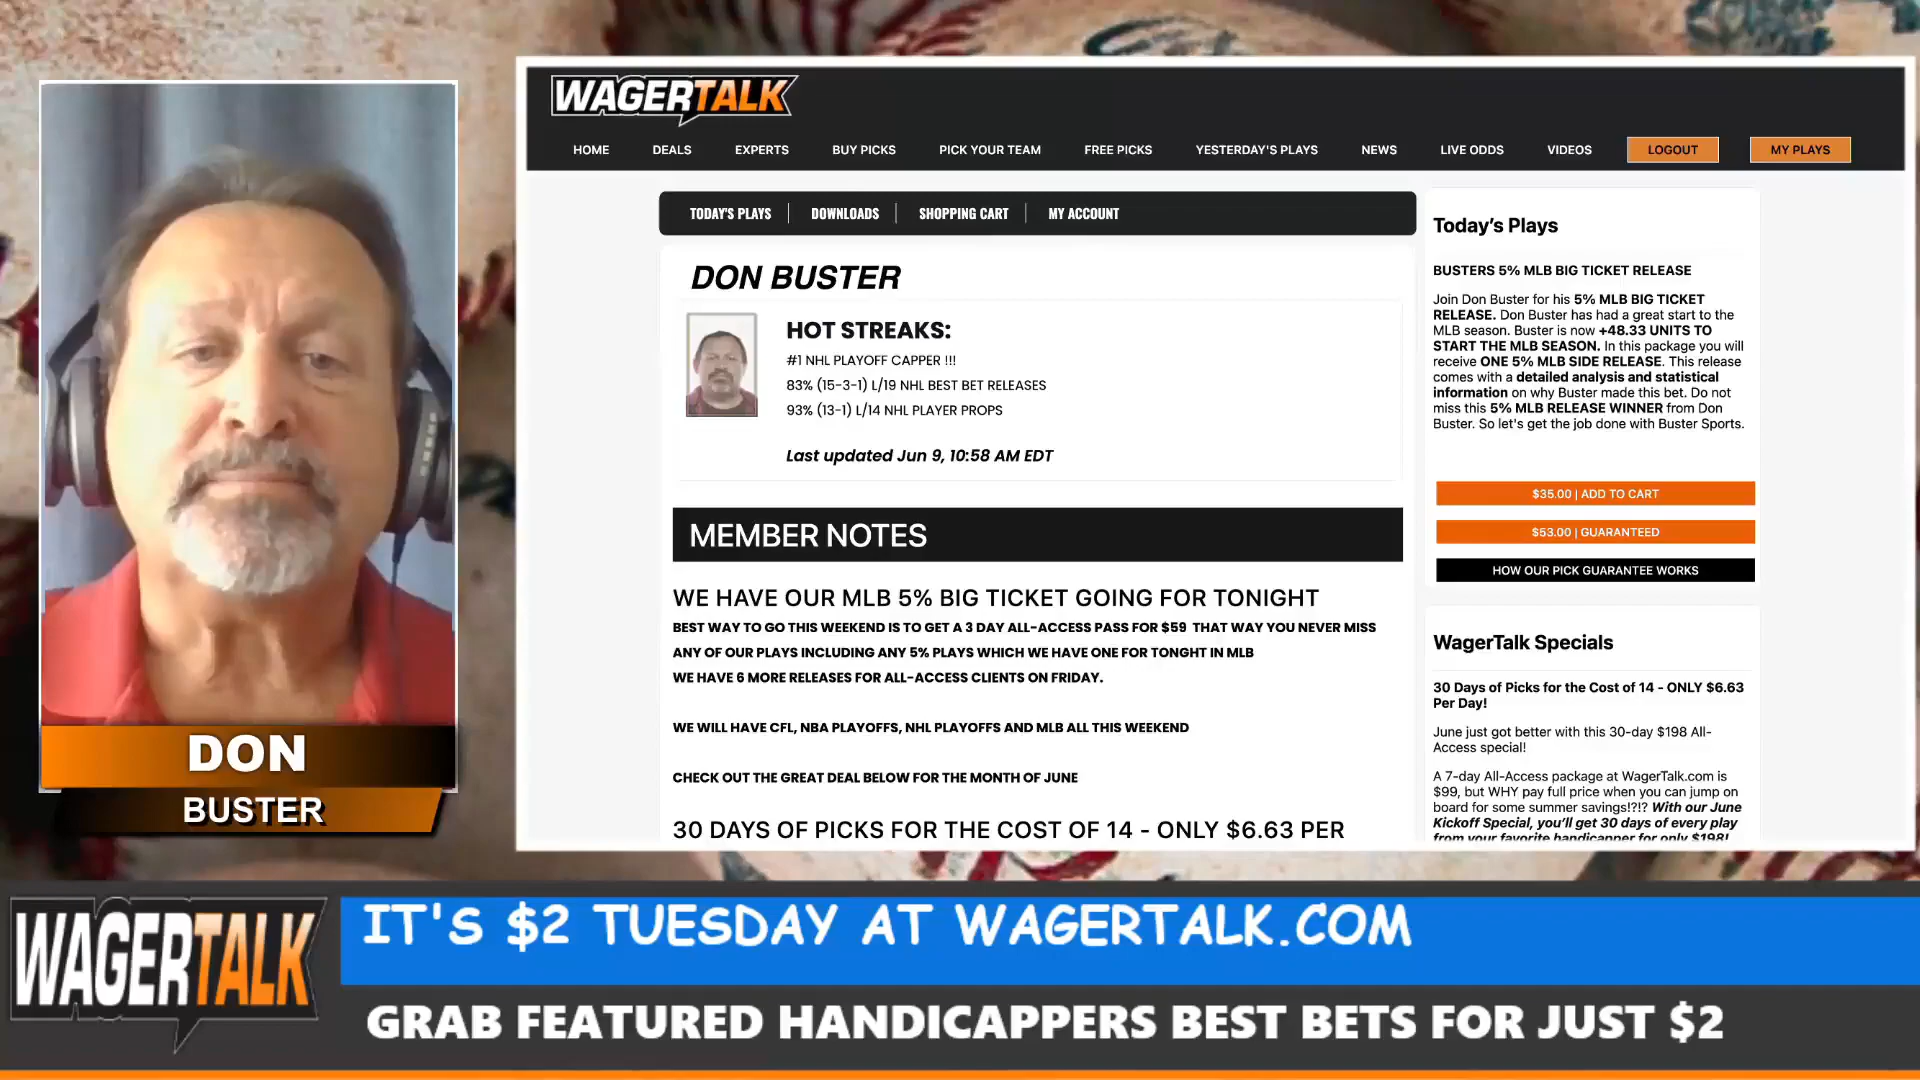 WAGERTALK
HOME DEALS EXPERTS BUY PICKS PICK YOUR TEAM FREE PICKS YESTERDAY'S PLAYS NEWS LIVE ODDS VIDEOS LOGOUT MY PLAYS
TODAY'S PLAYS DOWNLOADS SHOPPING CART MY ACCOUNT
DON BUSTER
HOT STREAKS:
#1 NHL PLAYOFF CAPPER !!!
83% (15-3-1) L/19 NHL BEST BET RELEASES
93% (13-1) L/14 NHL PLAYER PROPS
Last updated Jun 9, 10:58 AM EDT
MEMBER NOTES
WE HAVE OUR MLB 5% BIG TICKET GOING FOR TONIGHT
BEST WAY TO GO THIS WEEKEND IS TO GET A 3 DAY ALL-ACCESS PASS FOR $59 THAT WAY YOU NEVER MISS
ANY OF OUR PLAYS INCLUDING ANY 5% PLAYS WHICH WE HAVE ONE FOR TONGHT IN MLB
WE HAVE 6 MORE RELEASES FOR ALL-ACCESS CLIENTS ON FRIDAY.
WE WILL HAVE CFL, NBA PLAYOFFS, NHL PLAYOFFS AND MLB ALL THIS WEEKEND
CHECK OUT THE GREAT DEAL BELOW FOR THE MONTH OF JUNE
30 DAYS OF PICKS FOR THE COST OF 14 - ONLY $6.63 PER
Today's Plays
BUSTERS 5% MLB BIG TICKET RELEASE
Join Don Buster for his 5% MLB BIG TICKET
RELEASE. Don Buster has had a great start to the
MLB season. Buster is now +48.33 UNITS TO
START THE MLB SEASON. In this package you will
receive ONE 5% MLB SIDE RELEASE. This release
comes with a detailed analysis and statistical
information on why Buster made this bet. Do not
miss this 5% MLB RELEASE WINNER from Don
Buster. So let's get the job done with Buster Sports.
$35.00 | ADD TO CART
$53.00 | GUARANTEED
HOW OUR PICK GUARANTEE WORKS
WagerTalk Specials
30 Days of Picks for the Cost of 14 - ONLY $6.63
Per Day!
June just got better with this 30-day $198 All-
Access special!
A 7-day All-Access package at WagerTalk.com is
$99, but WHY pay full price when you can jump on
board for some summer savings!?!? With our June
Kickoff Special, you'll get 30 days of every play
from your favorite handicapper for only $198!
DON
BUSTER
WAGERTALK
IT'S $2 TUESDAY AT WAGERTALK.COM
GRAB FEATURED HANDICAPPERS BEST BETS FOR JUST $2